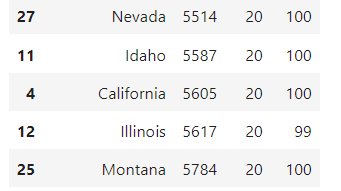 27 Nevada 5514 20 100
11 Idaho 5587 20 100
4 California 5605 20 100
12 Illinois 5617 20 99
25 Montana 5784 20 100